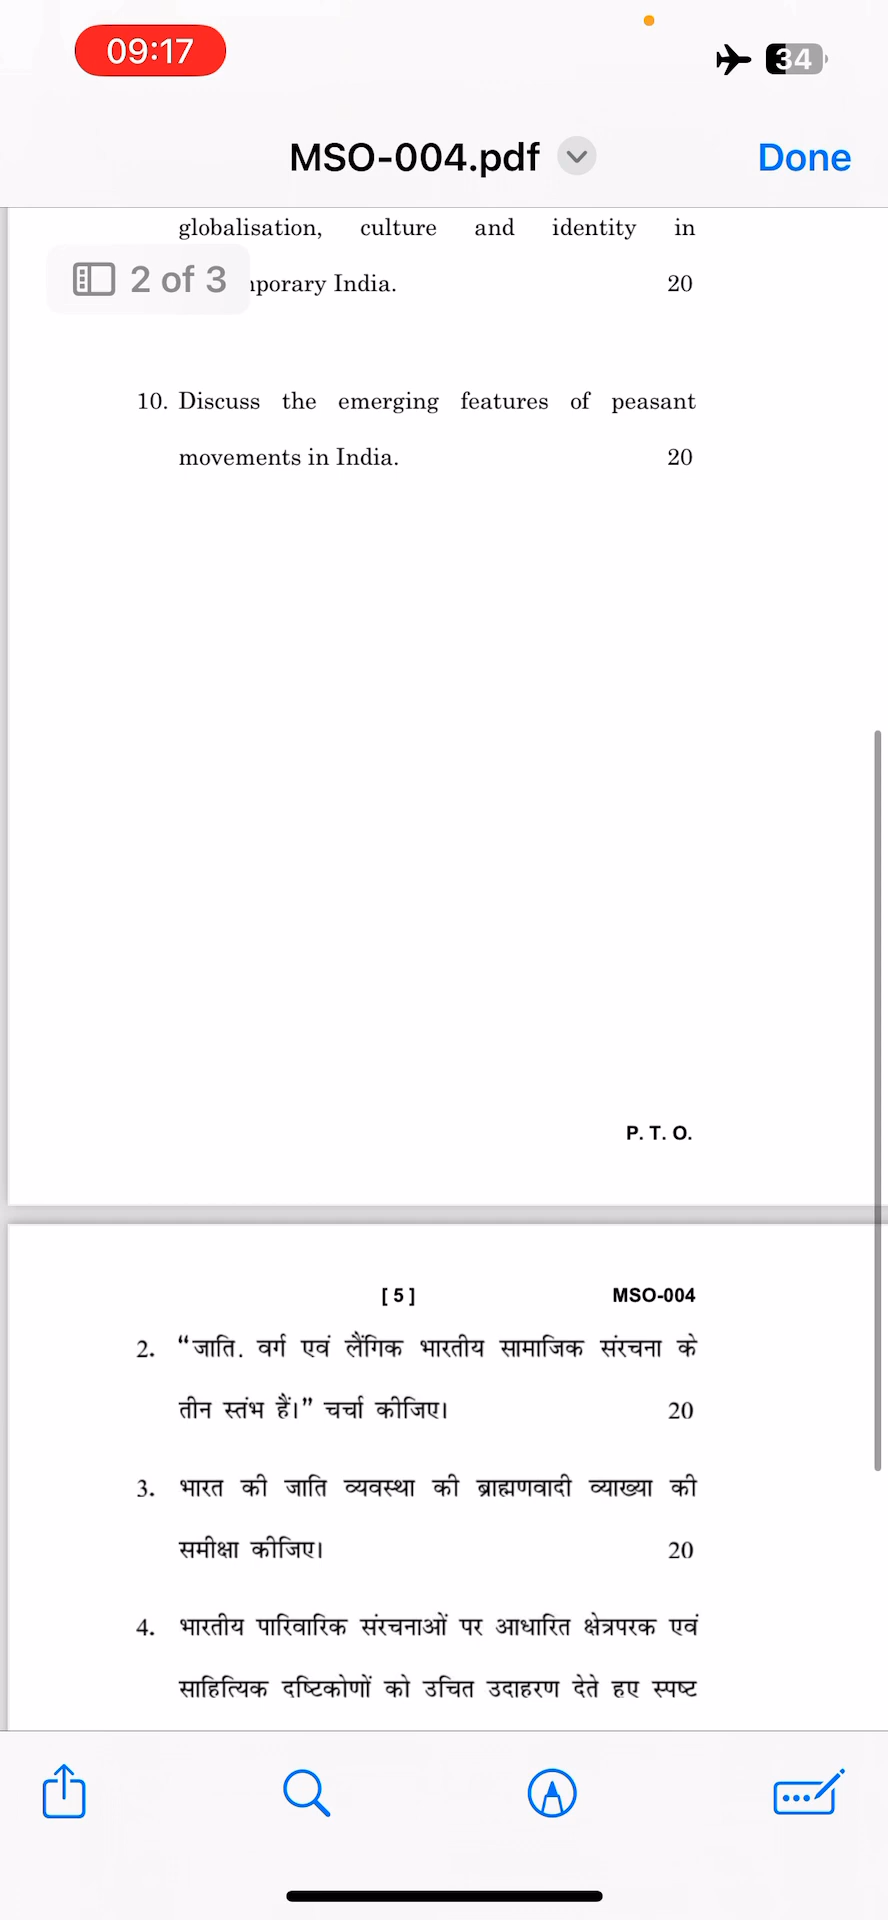 09:17
34
MSO-004.pdf
Done
globalisation, culture and identity in
2 of 3
porary India. 20
10. Discuss the emerging features of peasant
movements in India. 20
P. T. O.
[ 5 ] MSO-004
2. “जाति. वर्ग एवं लैंगिक भारतीय सामाजिक संरचना के
तीन स्तंभ हैं।” चर्चा कीजिए। 20
3. भारत की जाति व्यवस्था की ब्राह्मणवादी व्याख्या की
समीक्षा कीजिए। 20
4. भारतीय पारिवारिक संरचनाओं पर आधारित क्षेत्रपरक एवं
साहित्यिक दष्टिकोणों को उचित उदाहरण देते हए स्पष्ट